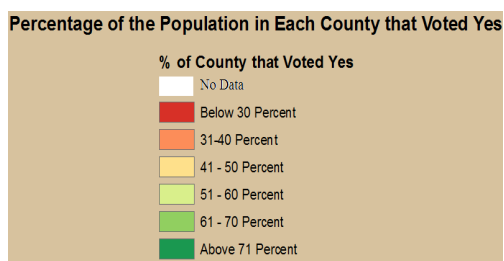 Percentage of the Population in Each County that Voted Yes
% of County that Voted Yes
No Data
Below 30 Percent
31-40 Percent
41 - 50 Percent
51 - 60 Percent
61 - 70 Percent
Above 71 Percent